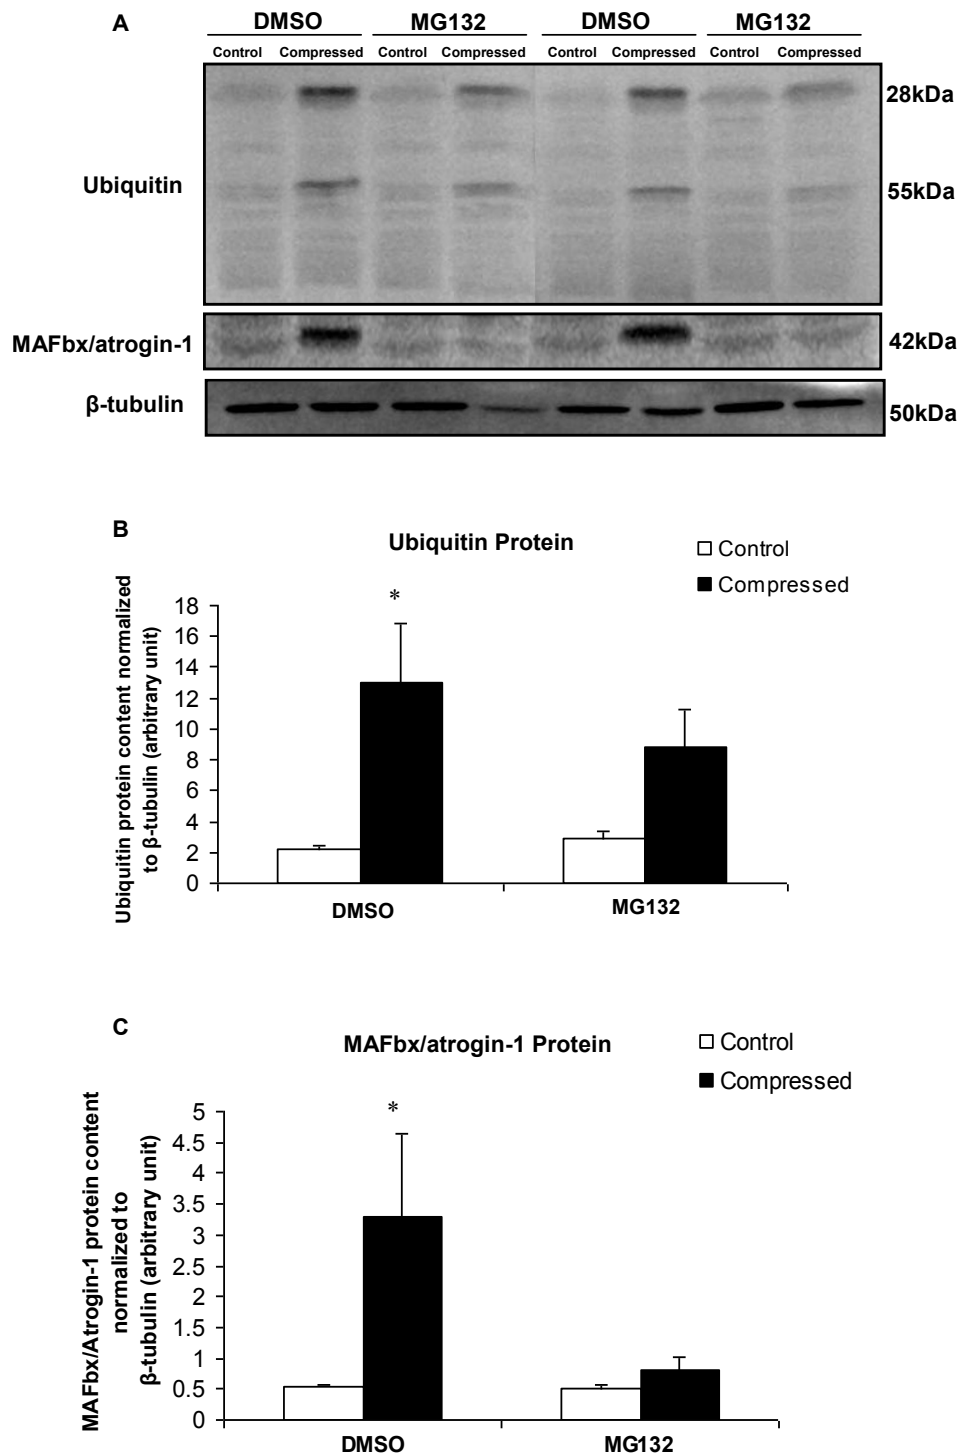 A
DMSO MG132 DMSO MG132
Control Compressed Control Compressed Control Compressed Control Compressed
28kDa
Ubiquitin
55kDa
MAFbx/atrogin-1
42kDa
β-tubulin
50kDa
B
Ubiquitin Protein
Control
Compressed
Ubiquitin protein content normalized
to β-tubulin (arbitrary unit)
18
16
14
12
10
8
6
4
2
0
*
DMSO
MG132
C
MAFbx/atrogin-1 Protein
Control
Compressed
MAFbx/Atrogin-1 protein content
normalized to
β-tubulin (arbitrary unit)
5
4.5
4
3.5
3
2.5
2
1.5
1
0.5
0
*
DMSO
MG132